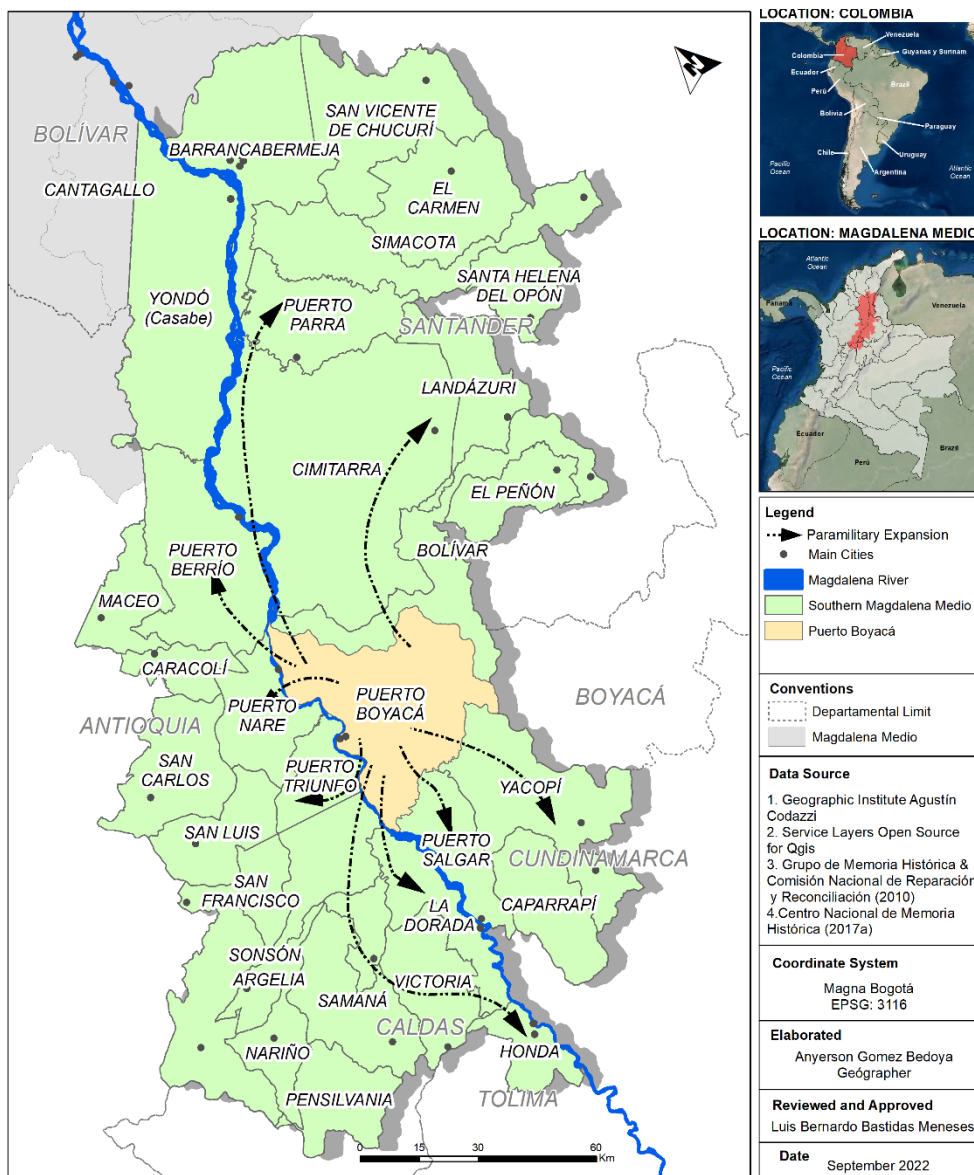 BOLÍVAR
CANTAGALLO
SAN VICENTE
DE CHUCURÍ
BARRANCABERMEJA
EL
CARMEN
SIMACOTA
SANTA HELENA
DEL OPÓN
YONDÓ
(Casabe)
PUERTO
PARRA
SANTANDER
LANDÁZURI
CIMITARRA
EL PEÑÓN
BOLÍVAR
PUERTO
BERRÍO
MACEO
CARACOLÍ
PUERTO
NARE
PUERTO
BOYACÁ
BOYACÁ
ANTIOQUIA
SAN
CARLOS
PUERTO
TRIUNFO
YACOPÍ
SAN LUIS
PUERTO
SALGAR
CUNDINAMARCA
SAN
FRANCISCO
LA
DORADA
CAPARRAPÍ
SONSÓN
ARGELIA
VICTORIA
SAMANÁ
CALDAS
NARIÑO
HONDA
PENSILVANIA
TOLIMA
0 15 30 60
Km
LOCATION: COLOMBIA
Venezuela
Colombia
Guyanas y Surinam
Ecuador
Perú
Brazil
Bolivia
Paraguay
Chile
Uruguay
Argentina
Pacific
Ocean
Atlantic
Ocean
LOCATION: MAGDALENA MEDIO
Atlantic
Ocean
Panamá
Venezuela
Pacific
Ocean
Ecuador
Perú
Brazil
Legend
Paramilitary Expansion
Main Cities
Magdalena River
Southern Magdalena Medio
Puerto Boyacá
Conventions
Departamental Limit
Magdalena Medio
Data Source
1. Geographic Institute Agustín
Codazzi
2. Service Layers Open Source
for Qgis
3. Grupo de Memoria Histórica &
Comisión Nacional de Reparación
y Reconciliación (2010)
4.Centro Nacional de Memoria
Histórica (2017a)
Coordinate System
Magna Bogotá
EPSG: 3116
Elaborated
Anyerson Gomez Bedoya
Geógrapher
Reviewed and Approved
Luis Bernardo Bastidas Meneses
Date
September 2022